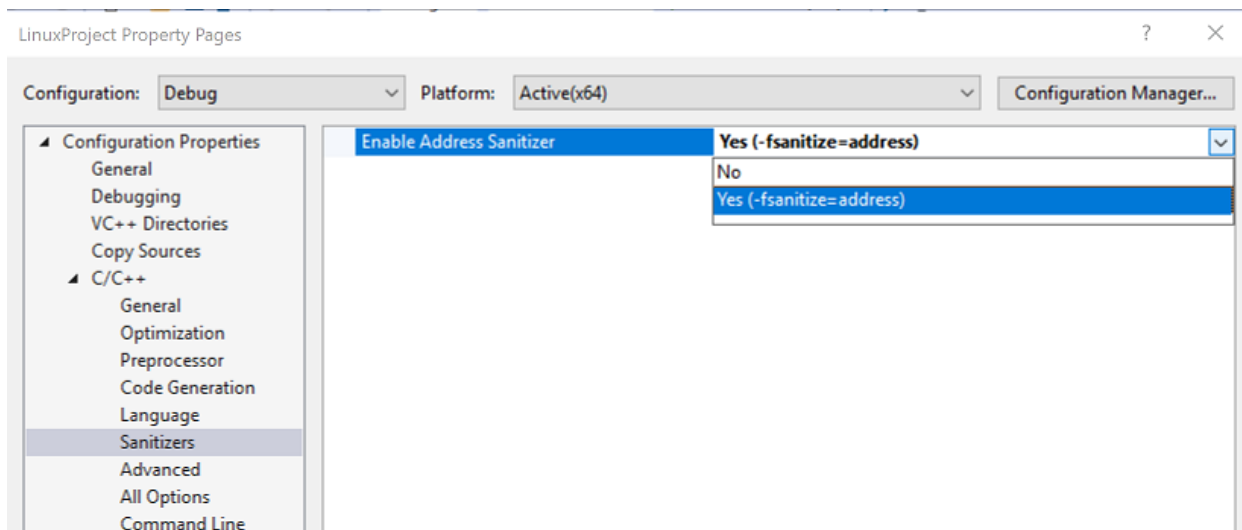 LinuxProject Property Pages ? ×
Configuration: Debug Platform: Active(x64) Configuration Manager...
Configuration Properties
General
Debugging
VC++ Directories
Copy Sources
C/C++
General
Optimization
Preprocessor
Code Generation
Language
Sanitizers
Advanced
All Options
Command Line
Enable Address Sanitizer Yes (-fsanitize=address)
No
Yes (-fsanitize=address)